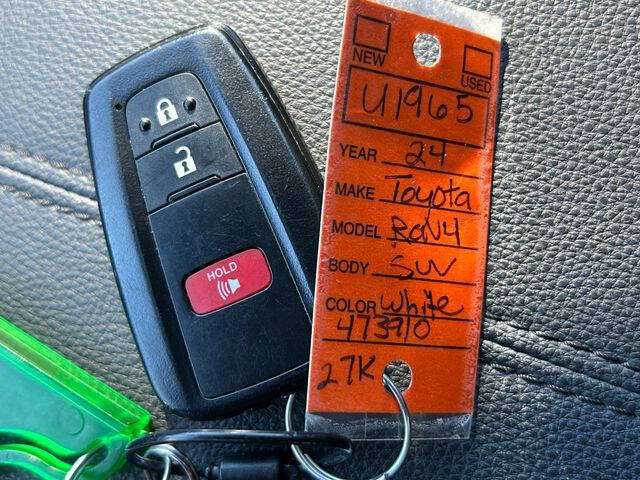 HOLD
NEW
USED
U1965
YEAR 24
MAKE Toyota
MODEL RaV4
BODY SUV
COLOR White
473910
27K